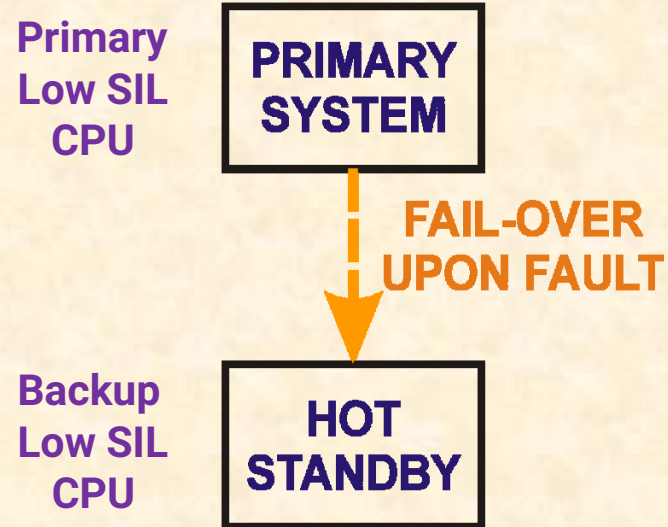 Primary
Low SIL
CPU
PRIMARY
SYSTEM
FAIL-OVER
UPON FAULT
Backup
Low SIL
CPU
HOT
STANDBY